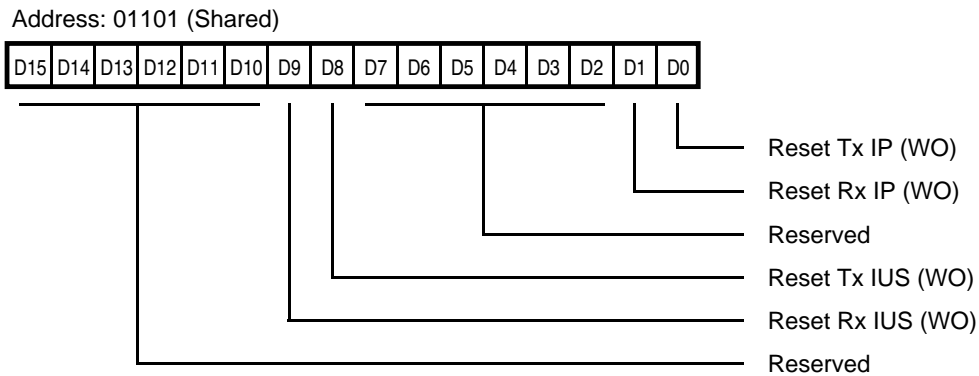 Address: 01101 (Shared)
D15 D14 D13 D12 D11 D10 D9 D8 D7 D6 D5 D4 D3 D2 D1 D0
Reset Tx IP (WO)
Reset Rx IP (WO)
Reserved
Reset Tx IUS (WO)
Reset Rx IUS (WO)
Reserved